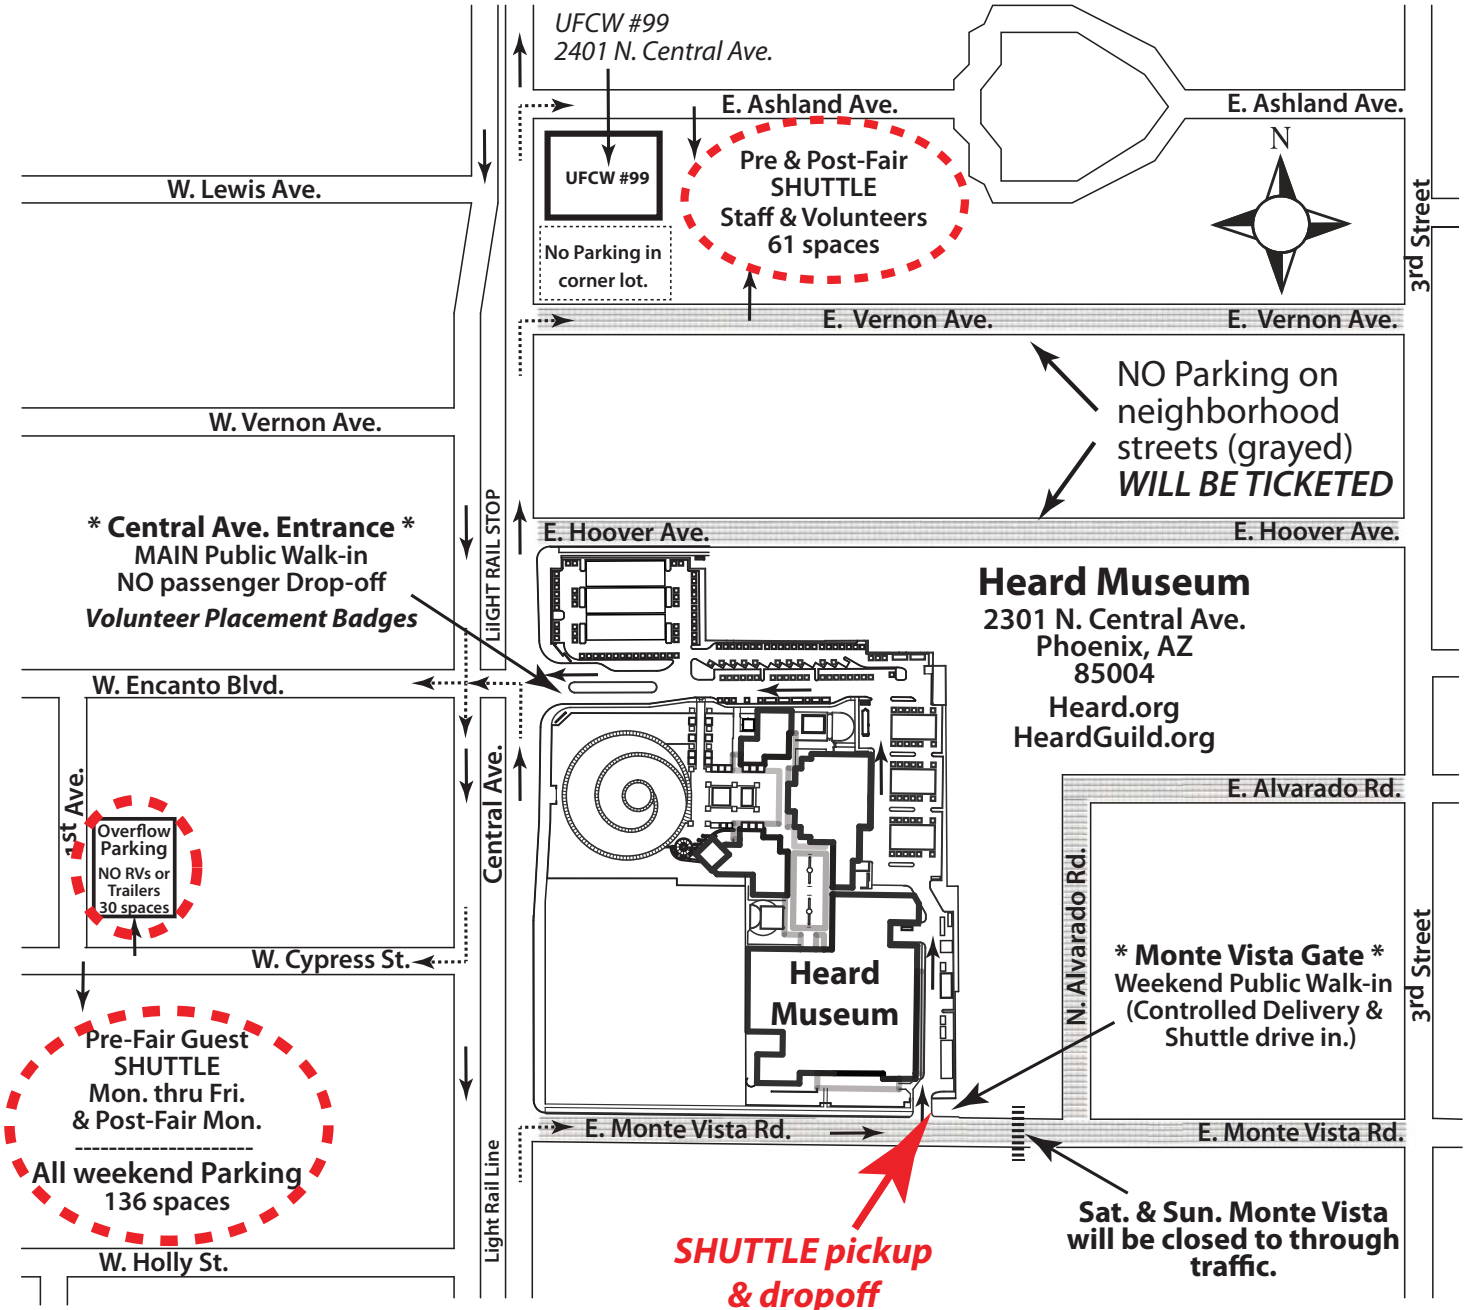 UFCW #99
2401 N. Central Ave.
E. Ashland Ave.
E. Ashland Ave.
N
UFCW #99
Pre & Post-Fair
SHUTTLE
Staff & Volunteers
61 spaces
W. Lewis Ave.
3rd Street
No Parking in
corner lot.
E. Vernon Ave.
E. Vernon Ave.
NO Parking on
neighborhood
streets (grayed)
WILL BE TICKETED
W. Vernon Ave.
LiIGHT RAIL STOP
* Central Ave. Entrance *
MAIN Public Walk-in
NO passenger Drop-off
Volunteer Placement Badges
E. Hoover Ave.
E. Hoover Ave.
Heard Museum
2301 N. Central Ave.
Phoenix, AZ
85004
Heard.org
HeardGuild.org
W. Encanto Blvd.
Central Ave.
1st Ave.
Overflow
Parking
NO RVs or
Trailers
30 spaces
E. Alvarado Rd.
N. Alvarado Rd.
W. Cypress St.
Heard
Museum
* Monte Vista Gate *
Weekend Public Walk-in
(Controlled Delivery &
Shuttle drive in.)
3rd Street
Pre-Fair Guest
SHUTTLE
Mon. thru Fri.
& Post-Fair Mon.
----------------------
All weekend Parking
136 spaces
E. Monte Vista Rd.
E. Monte Vista Rd.
Light Rail Line
SHUTTLE pickup
& dropoff
Sat. & Sun. Monte Vista
will be closed to through
traffic.
W. Holly St.